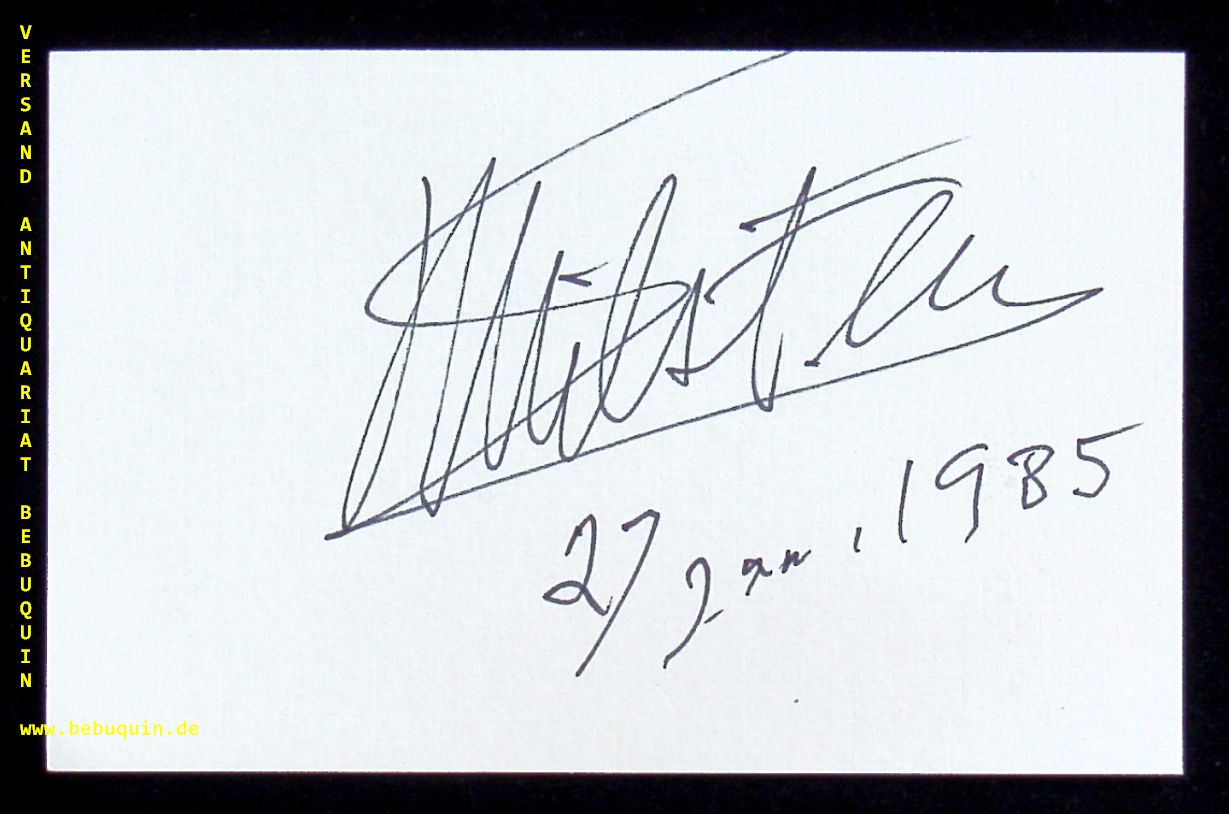 VERSAND ANTIQUARIAT BEBUQUIN
27 Jan. 1985
www.bebuquin.de